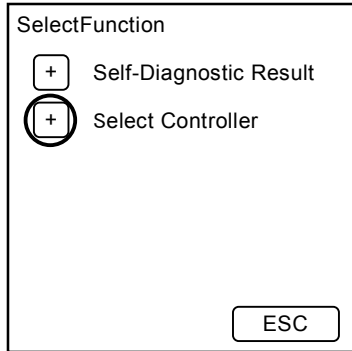 SelectFunction
+ Self-Diagnostic Result
+ Select Controller
ESC